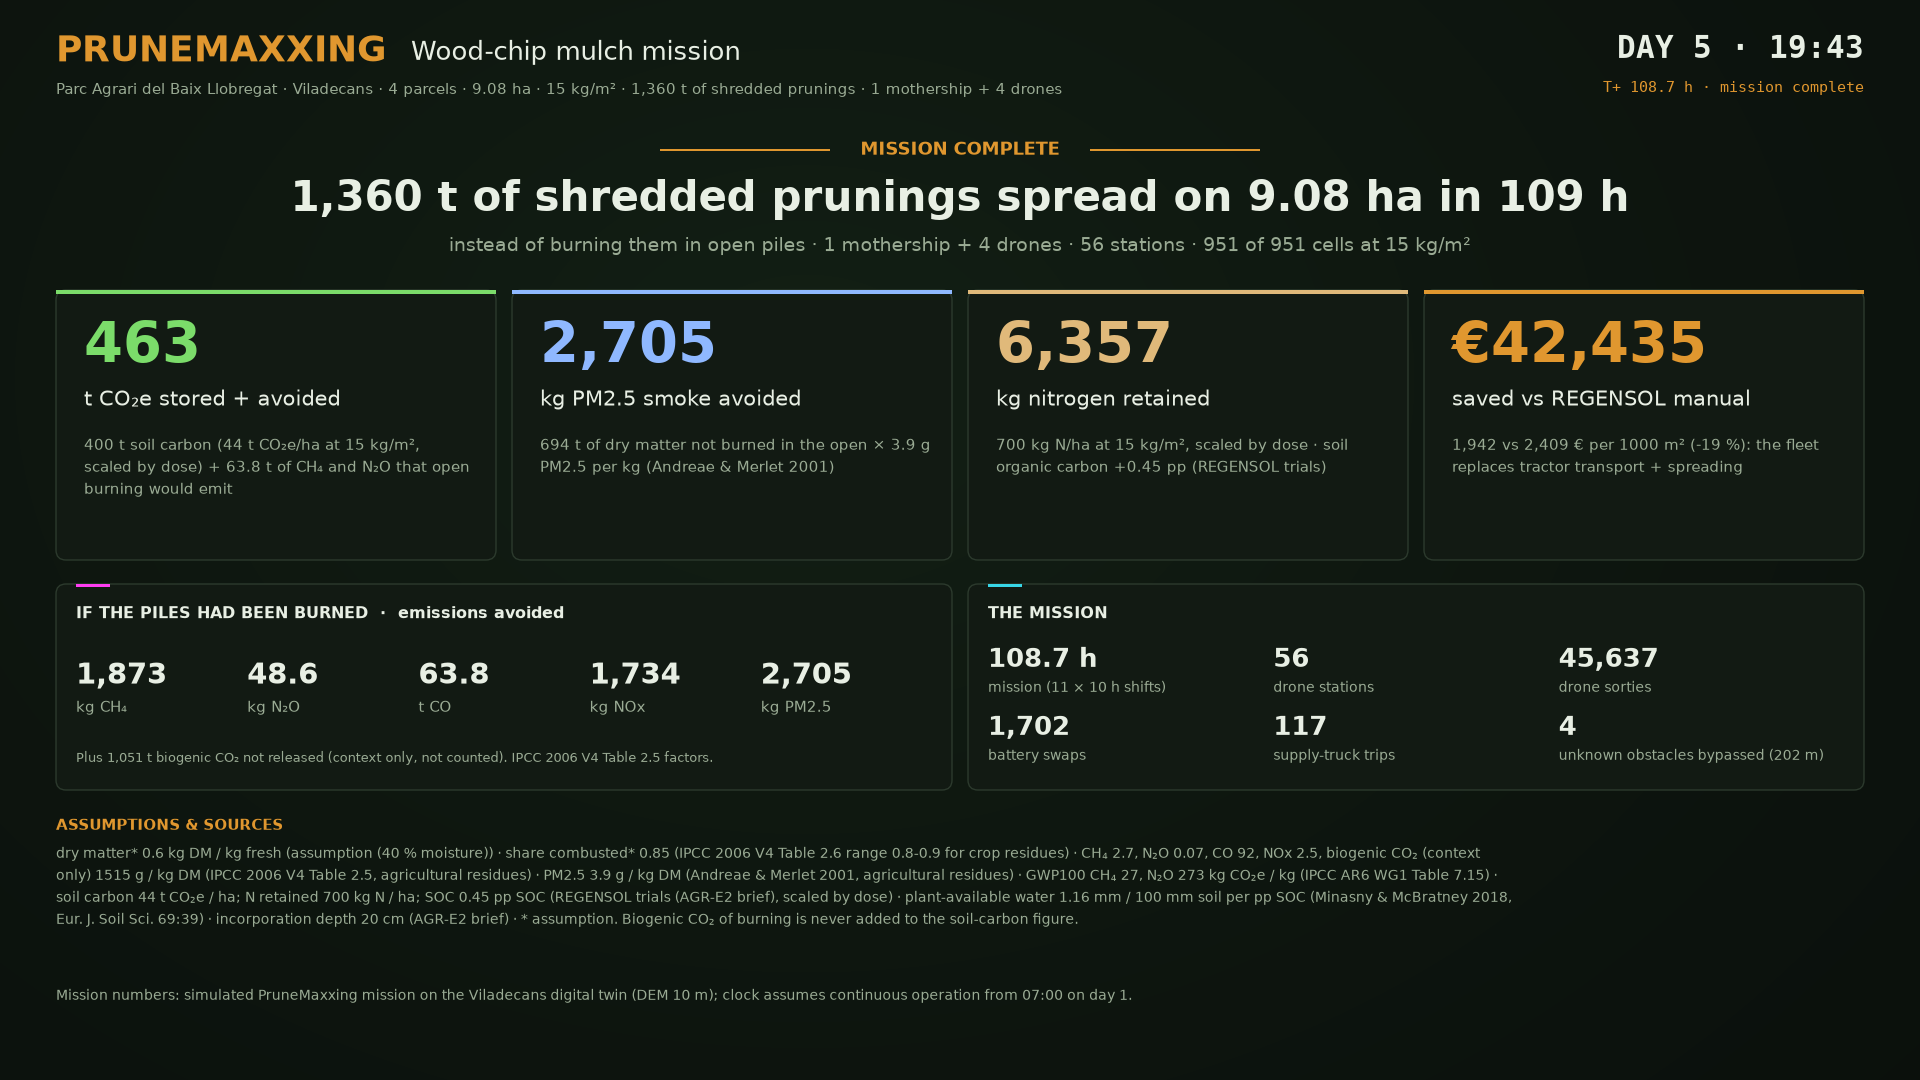 PRUNEMAXXING Wood-chip mulch mission
DAY 5 · 19:43
Parc Agrari del Baix Llobregat · Viladecans · 4 parcels · 9.08 ha · 15 kg/m² · 1,360 t of shredded prunings · 1 mothership + 4 drones
T+ 108.7 h · mission complete
MISSION COMPLETE
1,360 t of shredded prunings spread on 9.08 ha in 109 h
instead of burning them in open piles · 1 mothership + 4 drones · 56 stations · 951 of 951 cells at 15 kg/m²
463
t CO₂e stored + avoided
400 t soil carbon (44 t CO₂e/ha at 15 kg/m²,
scaled by dose) + 63.8 t of CH₄ and N₂O that open
burning would emit
2,705
kg PM2.5 smoke avoided
694 t of dry matter not burned in the open × 3.9 g
PM2.5 per kg (Andreae & Merlet 2001)
6,357
kg nitrogen retained
700 kg N/ha at 15 kg/m², scaled by dose · soil
organic carbon +0.45 pp (REGENSOL trials)
€42,435
saved vs REGENSOL manual
1,942 vs 2,409 € per 1000 m² (-19 %): the fleet
replaces tractor transport + spreading
IF THE PILES HAD BEEN BURNED · emissions avoided
1,873 48.6 63.8 1,734 2,705
kg CH₄ kg N₂O t CO kg NOx kg PM2.5
Plus 1,051 t biogenic CO₂ not released (context only, not counted). IPCC 2006 V4 Table 2.5 factors.
THE MISSION
108.7 h 56 45,637
mission (11 × 10 h shifts) drone stations drone sorties
1,702 117 4
battery swaps supply-truck trips unknown obstacles bypassed (202 m)
ASSUMPTIONS & SOURCES
dry matter* 0.6 kg DM / kg fresh (assumption (40 % moisture)) · share combusted* 0.85 (IPCC 2006 V4 Table 2.6 range 0.8-0.9 for crop residues) · CH₄ 2.7, N₂O 0.07, CO 92, NOx 2.5, biogenic CO₂ (context
only) 1515 g / kg DM (IPCC 2006 V4 Table 2.5, agricultural residues) · PM2.5 3.9 g / kg DM (Andreae & Merlet 2001, agricultural residues) · GWP100 CH₄ 27, N₂O 273 kg CO₂e / kg (IPCC AR6 WG1 Table 7.15) ·
soil carbon 44 t CO₂e / ha; N retained 700 kg N / ha; SOC 0.45 pp SOC (REGENSOL trials (AGR-E2 brief), scaled by dose) · plant-available water 1.16 mm / 100 mm soil per pp SOC (Minasny & McBratney 2018,
Eur. J. Soil Sci. 69:39) · incorporation depth 20 cm (AGR-E2 brief) · * assumption. Biogenic CO₂ of burning is never added to the soil-carbon figure.
Mission numbers: simulated PruneMaxxing mission on the Viladecans digital twin (DEM 10 m); clock assumes continuous operation from 07:00 on day 1.